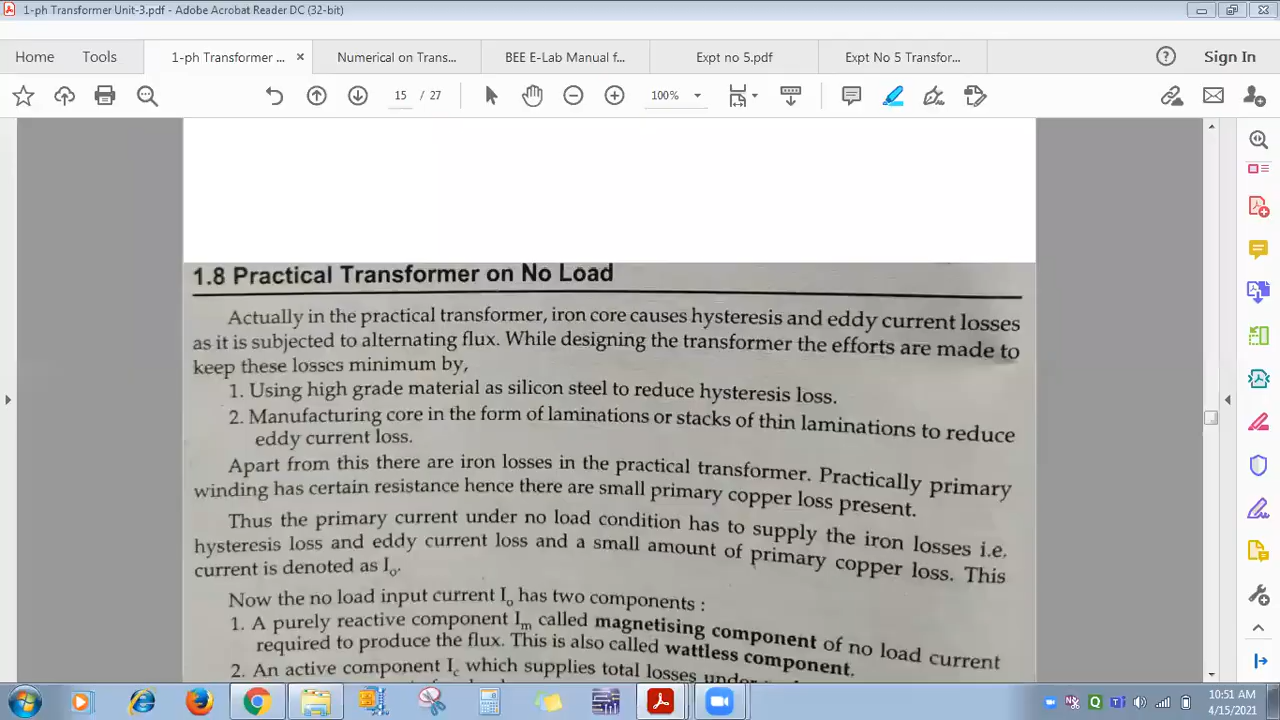 1-ph Transformer Unit-3.pdf - Adobe Acrobat Reader DC (32-bit)
Home Tools 1-ph Transformer ... × Numerical on Trans... BEE E-Lab Manual f... Expt no 5.pdf Expt No 5 Transfor... Sign In
15 / 27 100%
1.8 Practical Transformer on No Load
Actually in the practical transformer, iron core causes hysteresis and eddy current losses
as it is subjected to alternating flux. While designing the transformer the efforts are made to
keep these losses minimum by,
1. Using high grade material as silicon steel to reduce hysteresis loss.
2. Manufacturing core in the form of laminations or stacks of thin laminations to reduce
eddy current loss.
Apart from this there are iron losses in the practical transformer. Practically primary
winding has certain resistance hence there are small primary copper loss present.
Thus the primary current under no load condition has to supply the iron losses i.e.
hysteresis loss and eddy current loss and a small amount of primary copper loss. This
current is denoted as Io.
Now the no load input current Io has two components :
1. A purely reactive component Im called magnetising component of no load current
required to produce the flux. This is also called wattless component.
2. An active component Ic which supplies total losses under
10:51 AM
4/15/2021